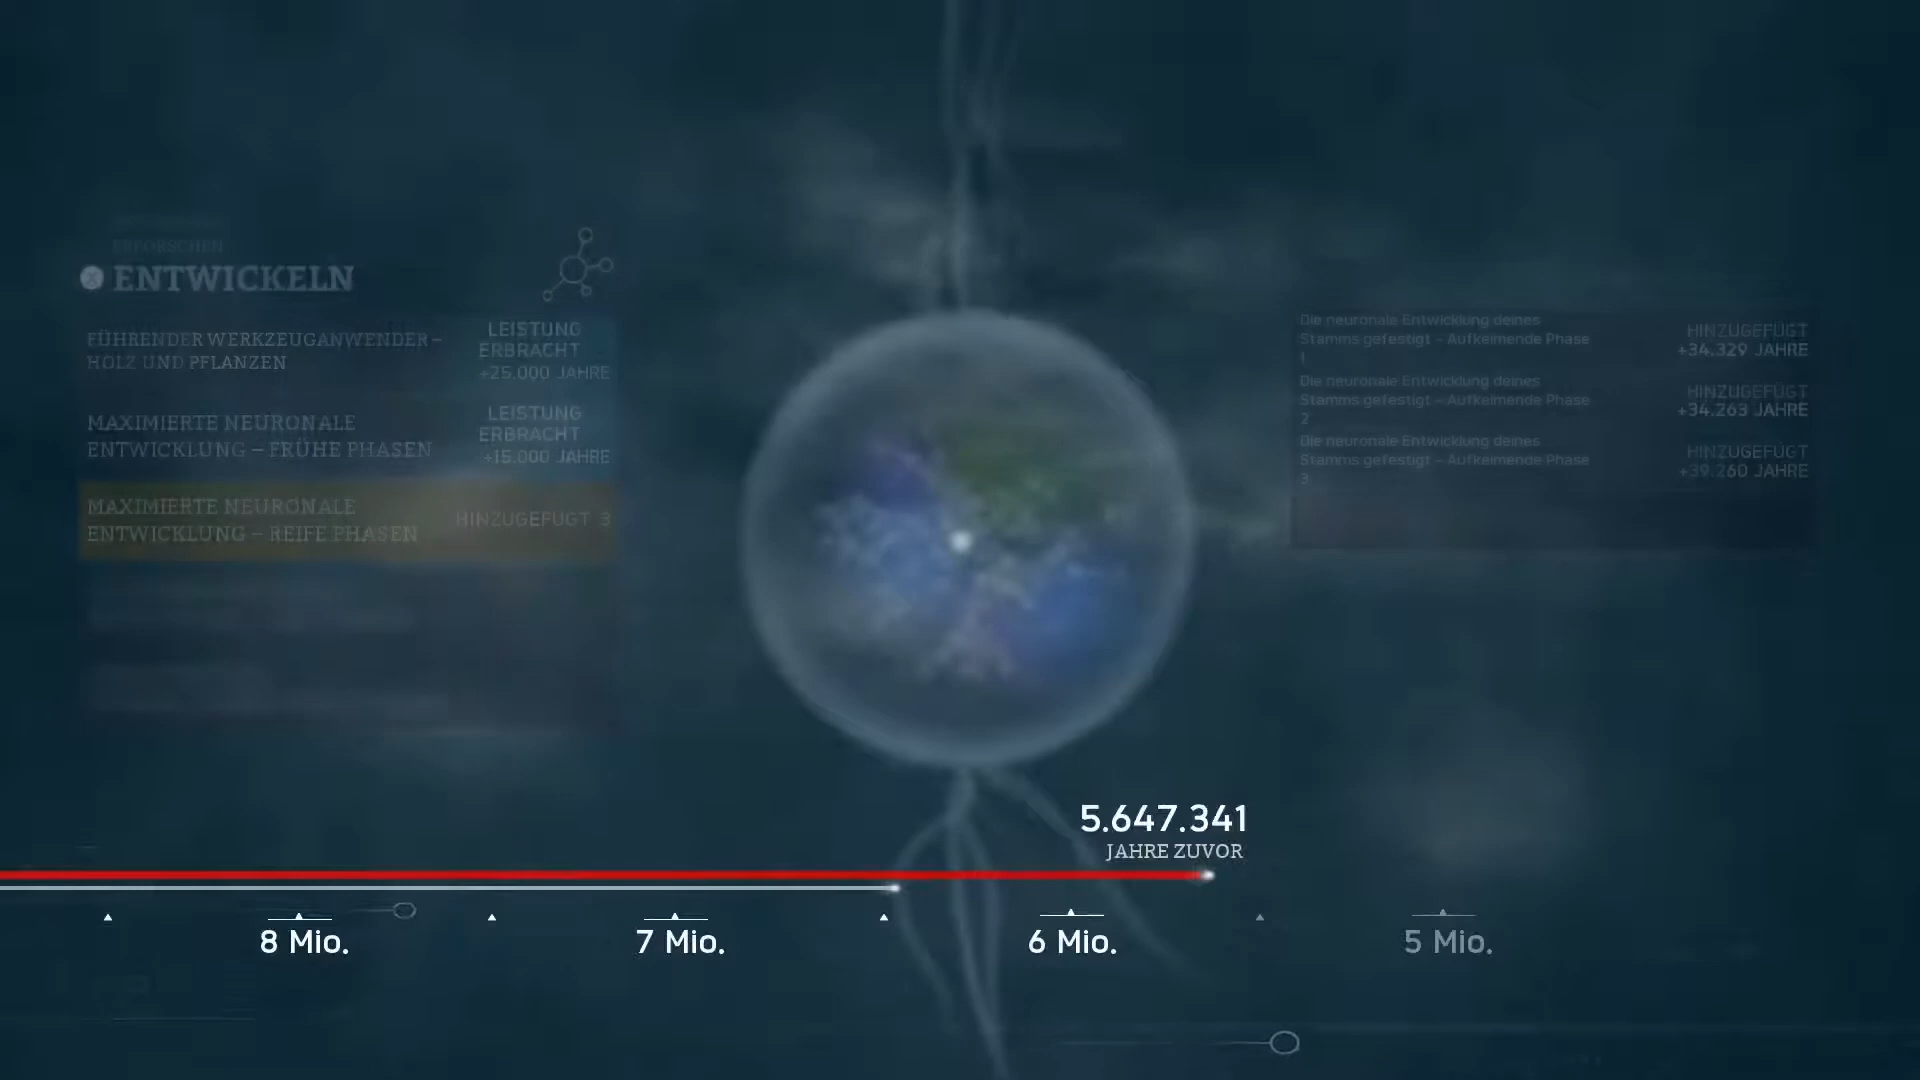 ERFORSCHEN
ENTWICKELN
FÜHRENDER WERKZEUGANWENDER –
HOLZ UND PFLANZEN
LEISTUNG
ERBRACHT
+25.000 JAHRE
MAXIMIERTE NEURONALE
ENTWICKLUNG – FRÜHE PHASEN
LEISTUNG
ERBRACHT
+15.000 JAHRE
MAXIMIERTE NEURONALE
ENTWICKLUNG – REIFE PHASEN
HINZUGEFÜGT 3
Die neuronale Entwicklung deines
Stamms gefestigt – Aufkeimende Phase
1
HINZUGEFÜGT
+34.329 JAHRE
Die neuronale Entwicklung deines
Stamms gefestigt – Aufkeimende Phase
2
HINZUGEFÜGT
+34.263 JAHRE
Die neuronale Entwicklung deines
Stamms gefestigt – Aufkeimende Phase
3
HINZUGEFÜGT
+39.260 JAHRE
5.647.341
JAHRE ZUVOR
8 Mio.
7 Mio.
6 Mio.
5 Mio.